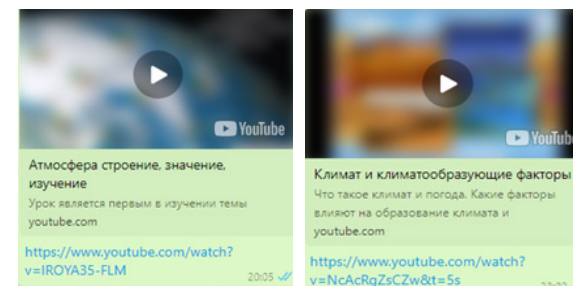 YouTube
Атмосфера строение, значение,
изучение
Урок является первым в изучении темы
youtube.com
https://www.youtube.com/watch?
v=IROYA35-FLM
20:05
YouTub
Климат и климатообразующие факторы
Что такое климат и погода. Какие факторы
влияют на образование климата и
youtube.com
https://www.youtube.com/watch?
v=NcAcRgZsCZw&t=5s